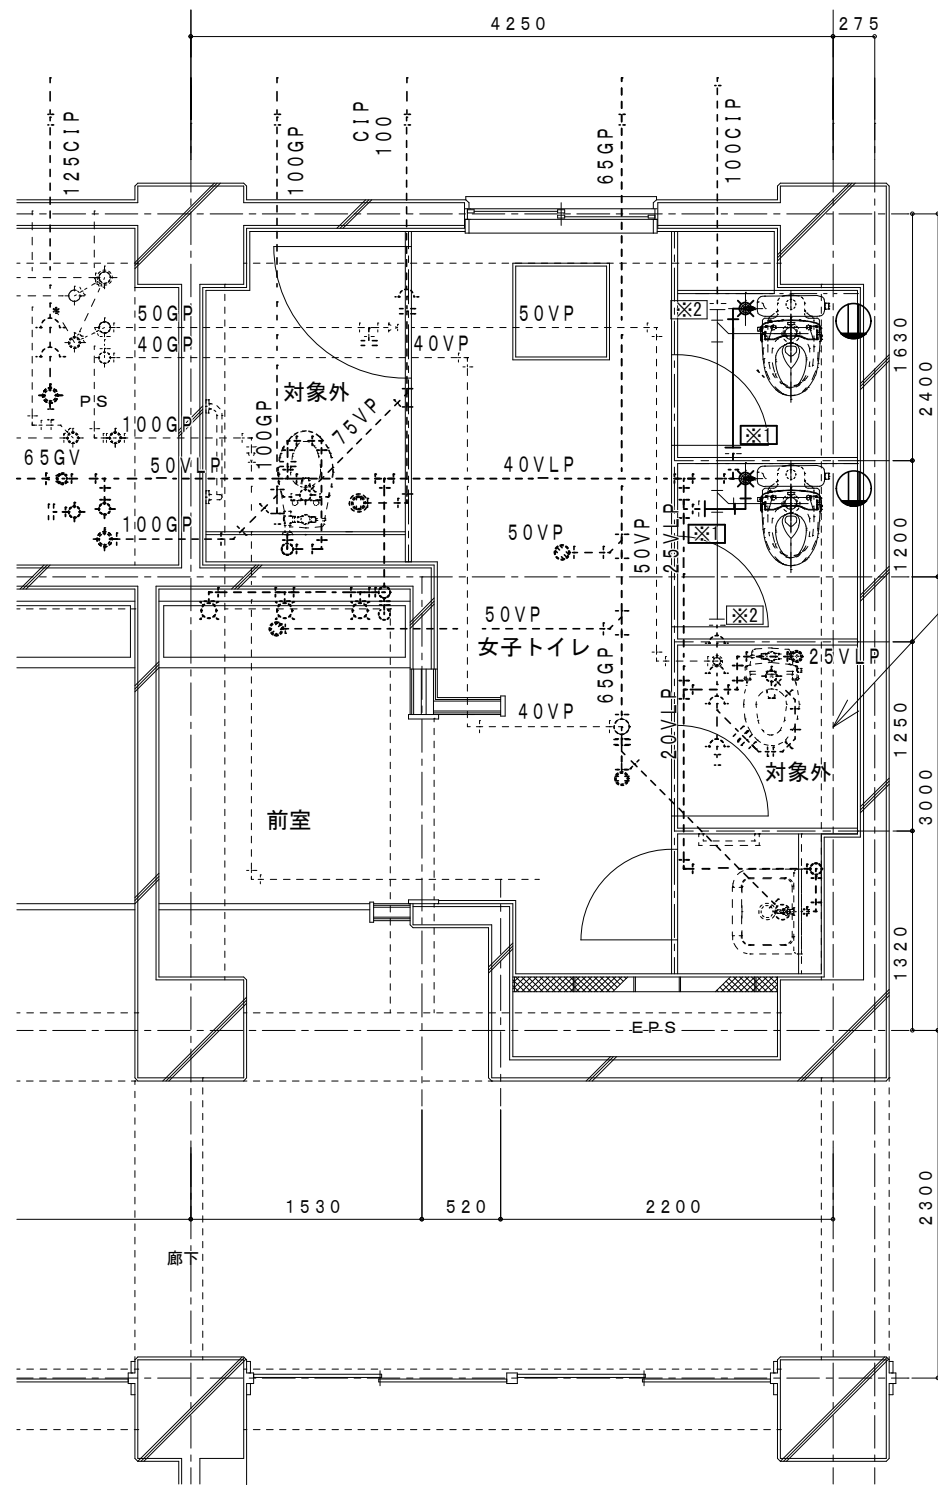 4250
275
125CIP
100GP
CIP
100
65GP
100CIP
50GP
50VP
※2
40GP
40VP
1630
2400
PS
対象外
75VP
100GP
100GP
※1
65GV
50VLP
40VLP
100GP
50VP
50VP
25VLP
※1
1200
50VP
※2
女子トイレ
65GP
25VLP
40VP
20VLP
対象外
1250
3000
前室
1320
EPS
1530
520
2200
2300
廊下